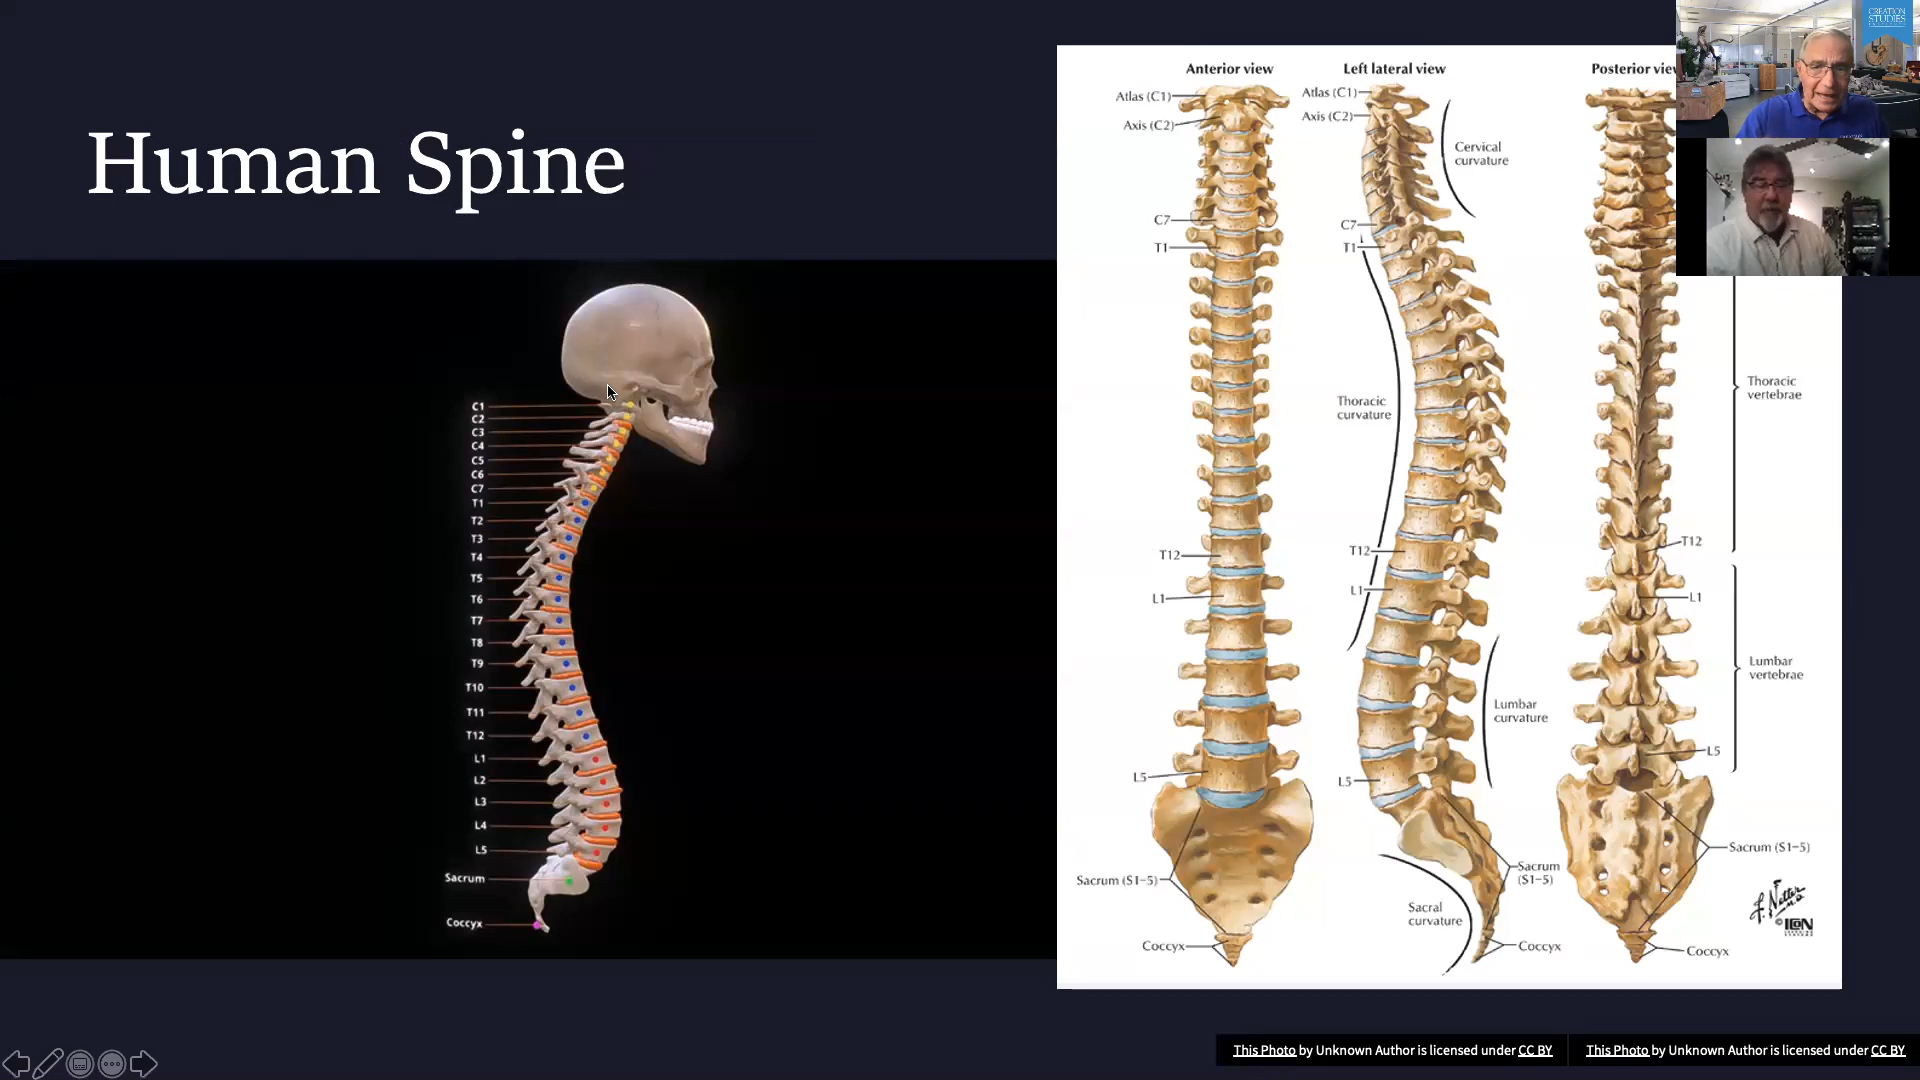 Human Spine
C1
C2
C3
C4
C5
C6
C7
T1
T2
T3
T4
T5
T6
T7
T8
T9
T10
T11
T12
L1
L2
L3
L4
L5
Sacrum
Coccyx
Anterior view
Atlas (C1)
Axis (C2)
C7
T1
T12
L1
L5
Sacrum (S1-5)
Coccyx
Left lateral view
Atlas (C1)
Axis (C2)
Cervical
curvature
C7
T1
Thoracic
curvature
T12
L1
Lumbar
curvature
L5
Sacrum
(S1-5)
Sacral
curvature
Coccyx
Posterior view
Thoracic
vertebrae
T12
L1
Lumbar
vertebrae
L5
Sacrum (S1-5)
Coccyx
CREATION
STUDIES
This Photo by Unknown Author is licensed under CC BY
This Photo by Unknown Author is licensed under CC BY